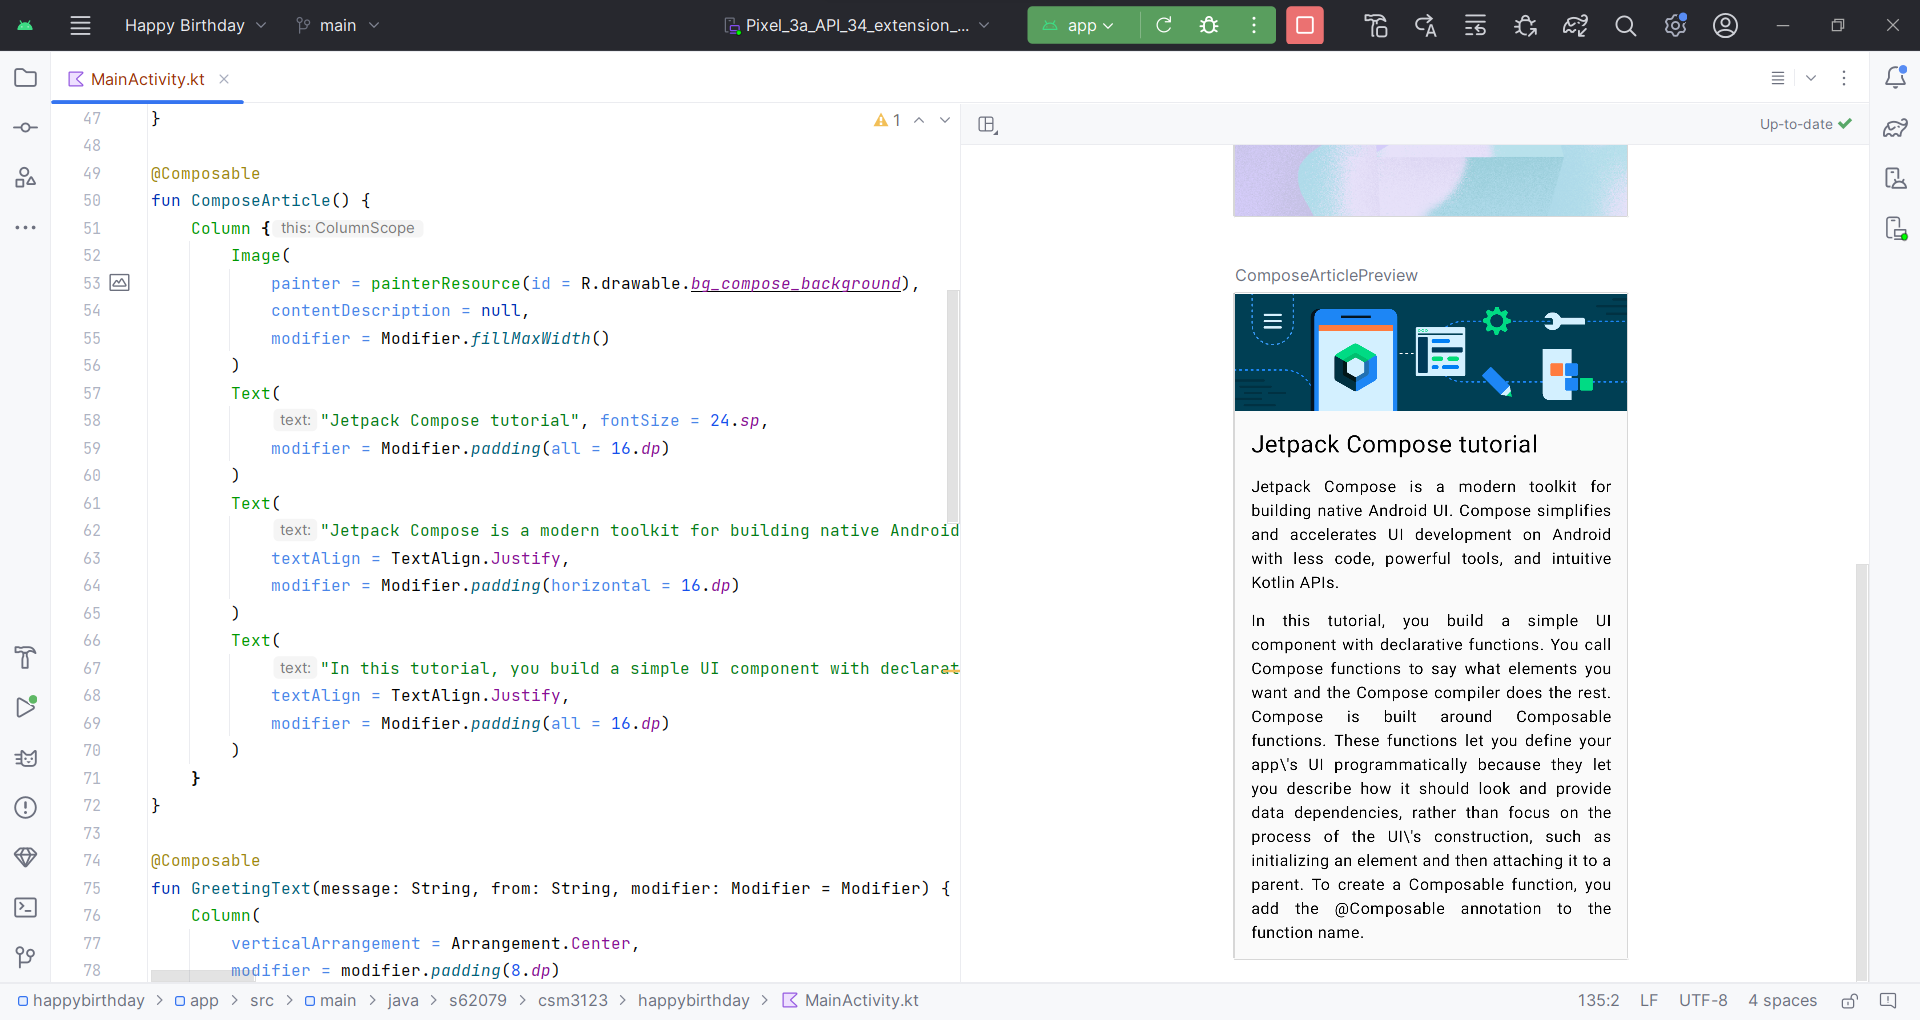 Happy Birthday
main
Pixel_3a_API_34_extension_...
app
MainActivity.kt
1
Up-to-date
47 }
48
49 @Composable
50 fun ComposeArticle() {
51 Column { this: ColumnScope
52 Image(
53 painter = painterResource(id = R.drawable.bg_compose_background),
54 contentDescription = null,
55 modifier = Modifier.fillMaxWidth()
56 )
57 Text(
58 text: "Jetpack Compose tutorial", fontSize = 24.sp,
59 modifier = Modifier.padding(all = 16.dp)
60 )
61 Text(
62 text: "Jetpack Compose is a modern toolkit for building native Android
63 textAlign = TextAlign.Justify,
64 modifier = Modifier.padding(horizontal = 16.dp)
65 )
66 Text(
67 text: "In this tutorial, you build a simple UI component with declarat
68 textAlign = TextAlign.Justify,
69 modifier = Modifier.padding(all = 16.dp)
70 )
71 }
72 }
73
74 @Composable
75 fun GreetingText(message: String, from: String, modifier: Modifier = Modifier) {
76 Column(
77 verticalArrangement = Arrangement.Center,
78 modifier = modifier.padding(8.dp)
ComposeArticlePreview
Jetpack Compose tutorial
Jetpack Compose is a modern toolkit for
building native Android UI. Compose simplifies
and accelerates UI development on Android
with less code, powerful tools, and intuitive
Kotlin APIs.
In this tutorial, you build a simple UI
component with declarative functions. You call
Compose functions to say what elements you
want and the Compose compiler does the rest.
Compose is built around Composable
functions. These functions let you define your
app\'s UI programmatically because they let
you describe how it should look and provide
data dependencies, rather than focus on the
process of the UI\'s construction, such as
initializing an element and then attaching it to a
parent. To create a Composable function, you
add the @Composable annotation to the
function name.
happybirthday > app > src > main > java > s62079 > csm3123 > happybirthday > MainActivity.kt
135:2 LF UTF-8 4 spaces